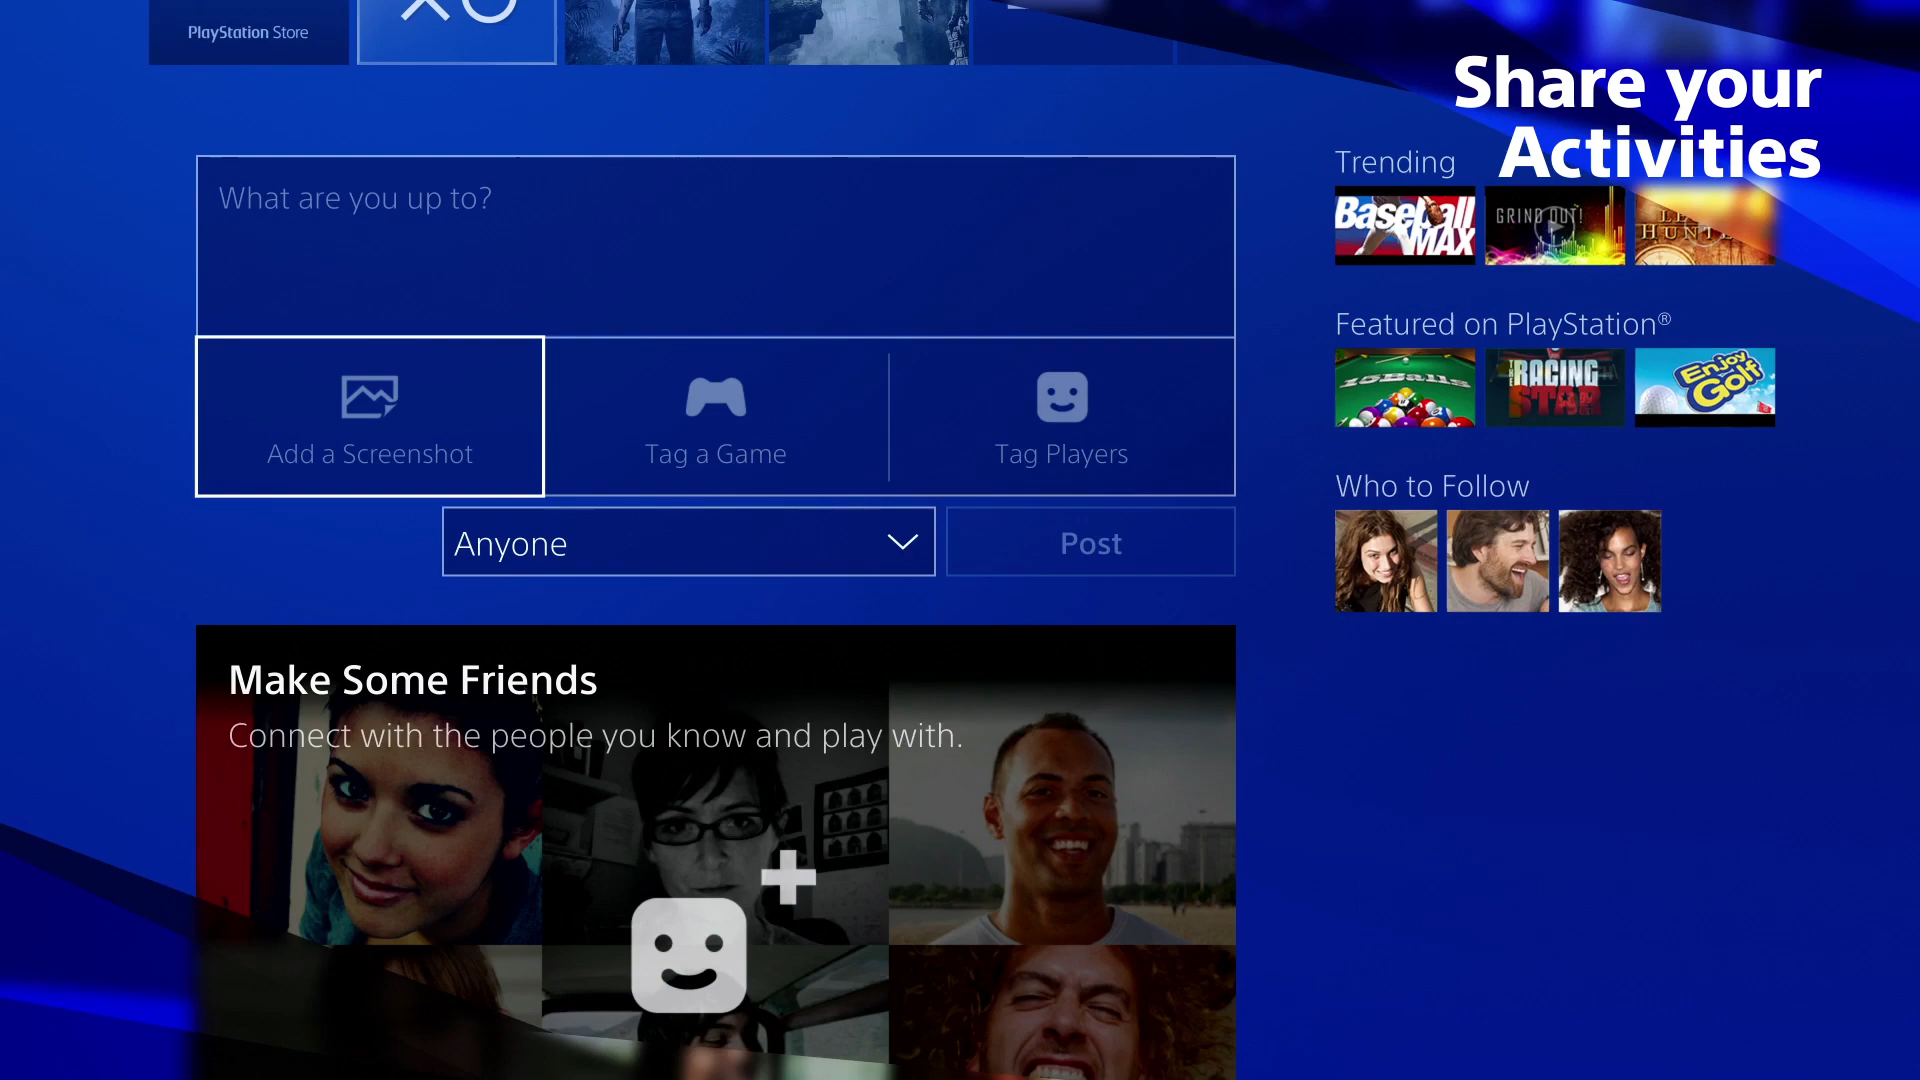 PlayStation Store
Share your
Activities
What are you up to?
Add a Screenshot
Tag a Game
Tag Players
Anyone
Post
Make Some Friends
Connect with the people you know and play with.
Trending
Baseball
MAX
GRIND OUT!
Featured on PlayStation®
15Balls
THE
RACING
STAR
Enjoy
Golf
Who to Follow